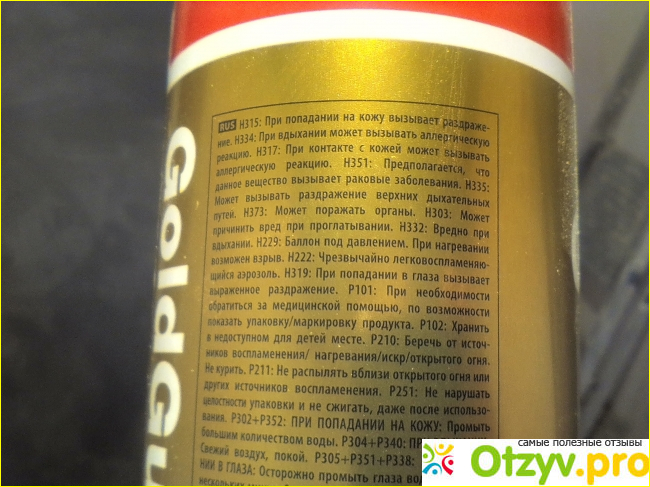 GoldGu
RUS H315: При попадании на кожу вызывает раздраже-
ние. H334: При вдыхании может вызывать аллергическую
реакцию. H317: При контакте с кожей может вызывать
аллергическую реакцию. H351: Предполагается, что
данное вещество вызывает раковые заболевания. H335:
Может вызывать раздражение верхних дыхательных
путей. H373: Может поражать органы. H303: Может
причинить вред при проглатывании. H332: Вредно при
вдыхании. H229: Баллон под давлением. При нагревании
возможен взрыв. H222: Чрезвычайно легковоспламеняю-
щийся аэрозоль. H319: При попадании в глаза вызывает
выраженное раздражение. P101: При необходимости
обратиться за медицинской помощью, по возможности
показать упаковку/маркировку продукта. P102: Хранить
в недоступном для детей месте. P210: Беречь от источ-
ников воспламенения/ нагревания/искр/открытого огня.
Не курить. P211: Не распылять вблизи открытого огня или
других источников воспламенения. P251: Не нарушать
целостности упаковки и не сжигать, даже после использо-
вания. P302+P352: ПРИ ПОПАДАНИИ НА КОЖУ: Промыть
большим количеством воды. P304+P340:
Свежий воздух, покой. P305+P351+P338:
НИИ В ГЛАЗА: Осторожно промыть глаза
нескольких
самые полезные отзывы
Otzyv.pro